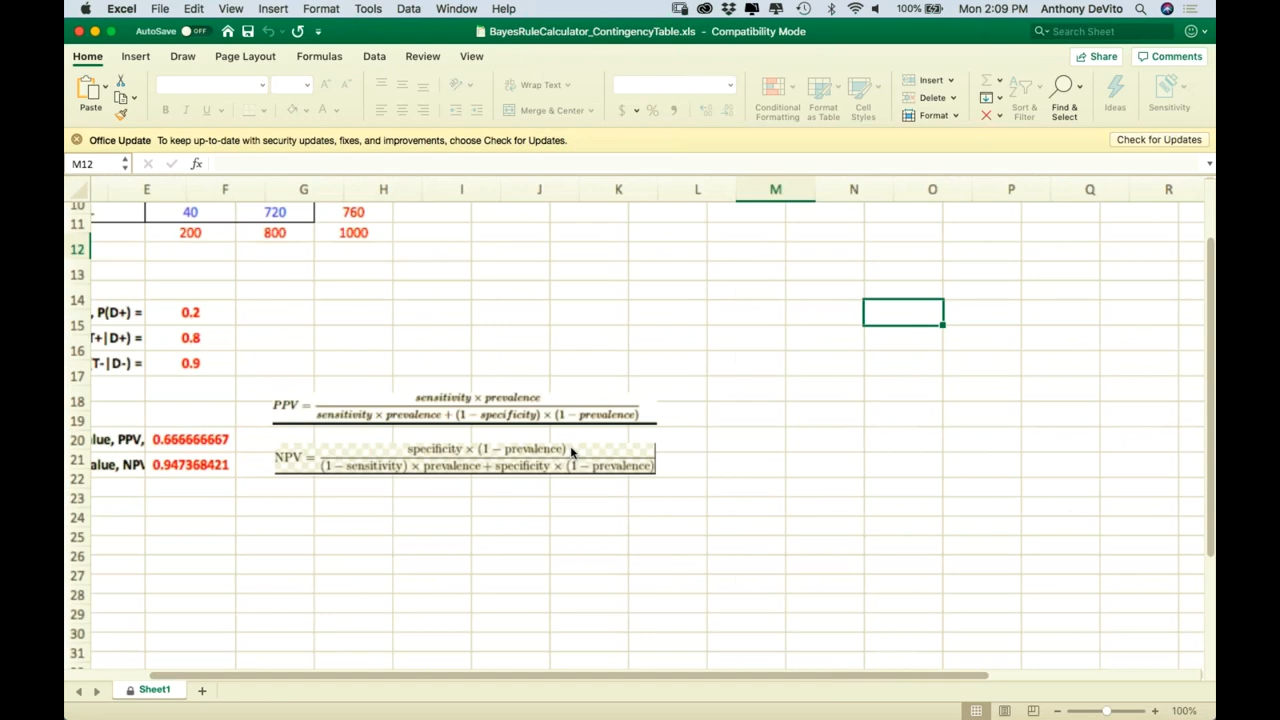 Excel File Edit View Insert Format Tools Data Window Help 100% Mon 2:09 PM Anthony DeVito
AutoSave OFF BayesRuleCalculator_ContingencyTable.xls - Compatibility Mode Search Sheet
Home Insert Draw Page Layout Formulas Data Review View Share Comments
Paste B I U A A A Wrap Text Merge & Center $ % Conditional Formatting Format as Table Cell Styles Insert Delete Format Sort & Filter Find & Select Ideas Sensitivity
Office Update To keep up-to-date with security updates, fixes, and improvements, choose Check for Updates. Check for Updates
M12 fx
E F G H I J K L M N O P Q R
10 40 720 760
11 200 800 1000
12
13
14
, P(D+) = 0.2
15
T+|D+) = 0.8
16
T-|D-) = 0.9
17
18 PPV = sensitivity × prevalence
sensitivity × prevalence + (1 − specificity) × (1 − prevalence)
19
20 lue, PPV, 0.666666667
NPV = specificity × (1 − prevalence)
(1 − sensitivity) × prevalence + specificity × (1 − prevalence)
21 alue, NPV 0.947368421
22
23
24
25
26
27
28
29
30
31
Sheet1
100%